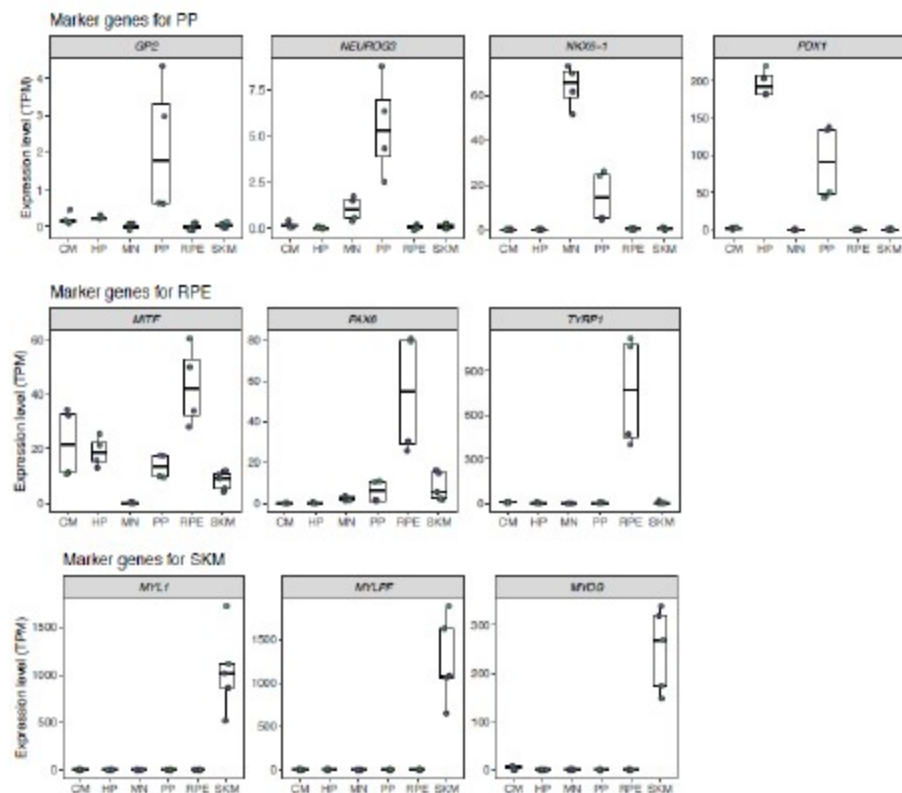 Marker genes for PP
GP2 NEUROG3 NKX6-1 PDX1
Expression level (TPM)
4 3 2 1 0
7.5 5.0 2.5 0.0
60 40 20 0
200 150 100 50 0
CM HP MN PP RPE SKM CM HP MN PP RPE SKM CM HP MN PP RPE SKM CM HP MN PP RPE SKM
Marker genes for RPE
MITF PAX6 TYRP1
Expression level (TPM)
60 40 20 0
80 60 40 20 0
900 600 300 0
CM HP MN PP RPE SKM CM HP MN PP RPE SKM CM HP MN PP RPE SKM
Marker genes for SKM
MYL1 MYLPF MYOG
Expression level (TPM)
1500 1000 500 0
1500 1000 500 0
300 200 100 0
CM HP MN PP RPE SKM CM HP MN PP RPE SKM CM HP MN PP RPE SKM